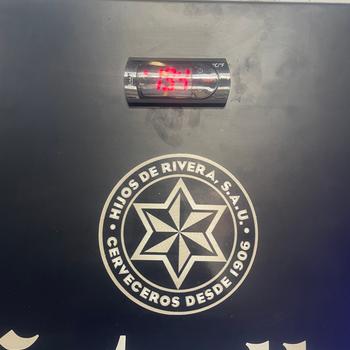 HIJOS DE RIVERA, S.A.U.
CERVECEROS DESDE 1906